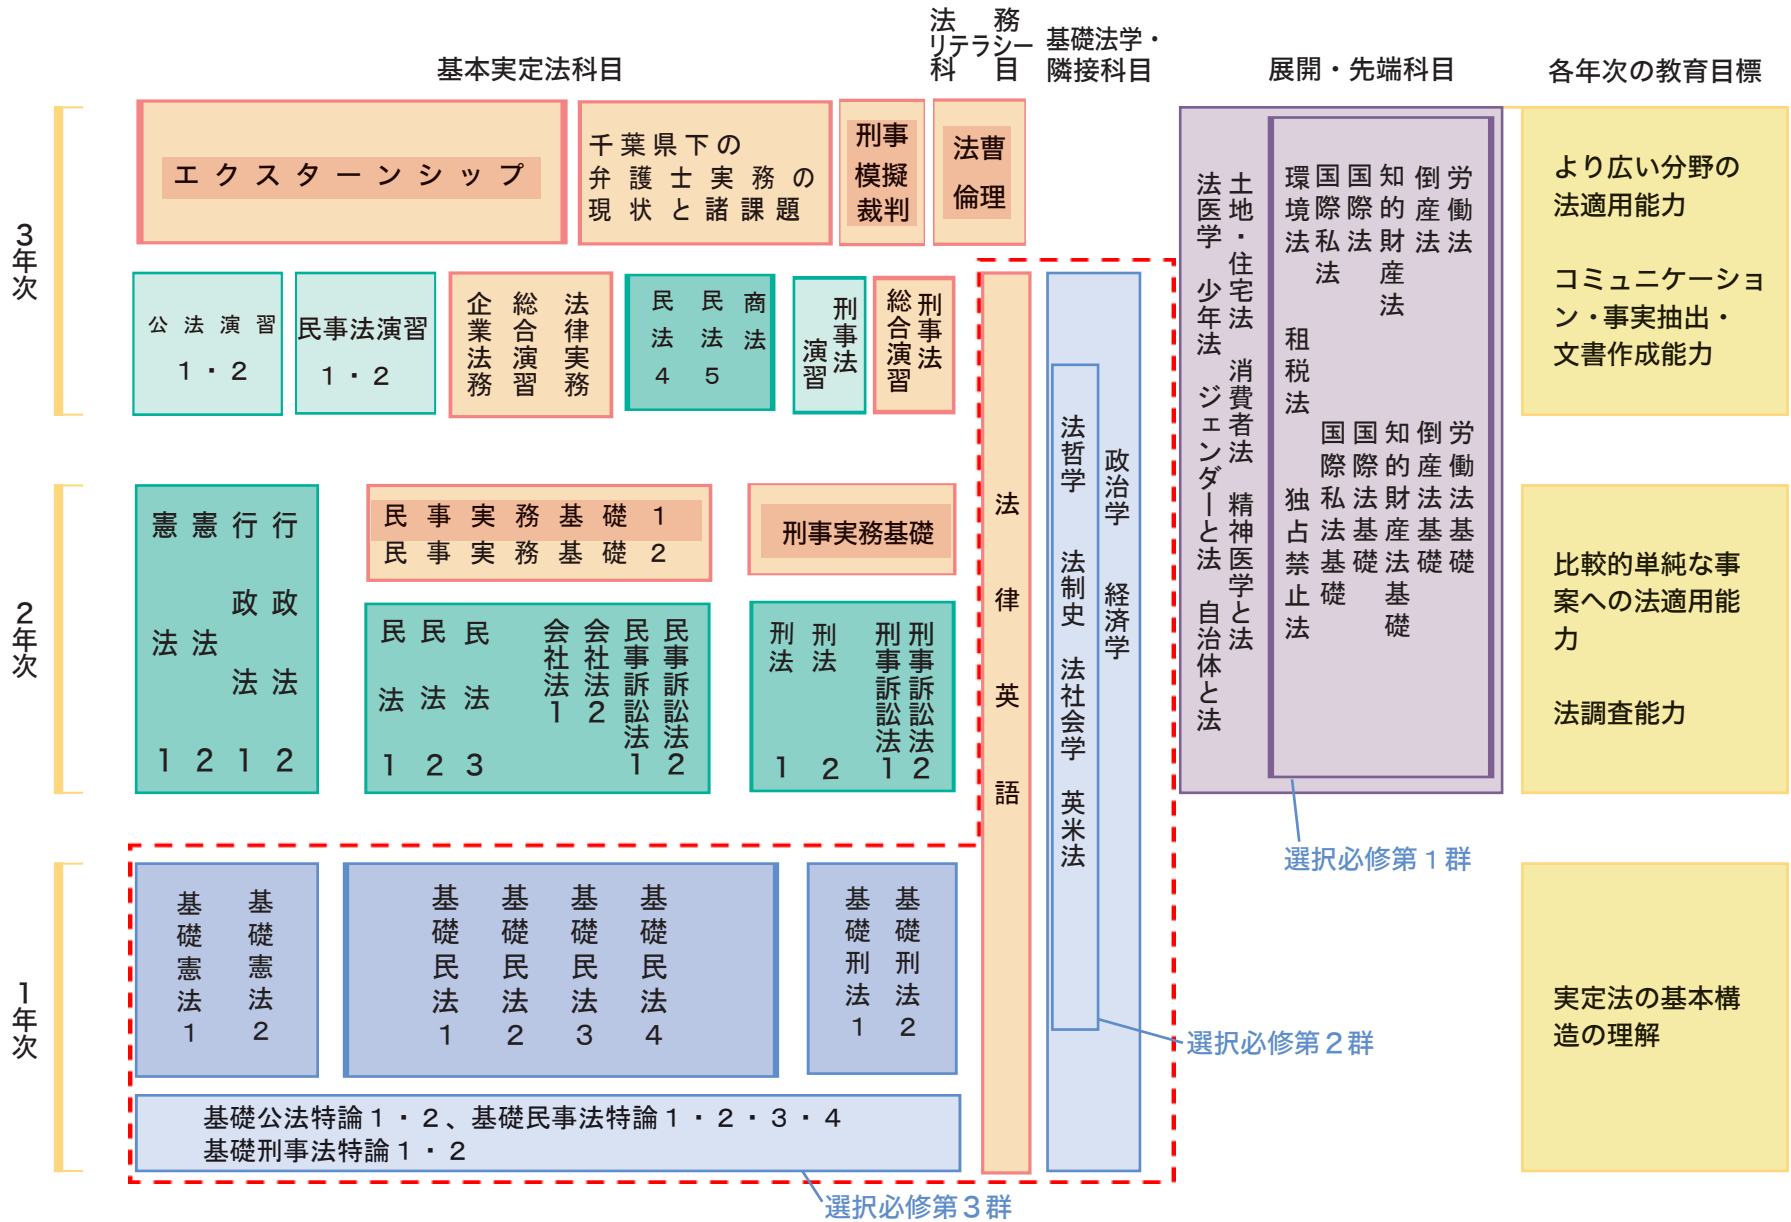 基本実定法科目
法務
リテラシー
科目
基礎法学・
隣接科目
展開・先端科目
各年次の教育目標
3年次
エクスターンシップ
千葉県下の
弁護士実務の
現状と諸課題
刑事
模擬
裁判
法曹
倫理
公法演習
1・2
民事法演習
1・2
企業法務
総合演習
法律実務
民法4
民法5
商法
刑事法
演習
刑事法
総合演習
2年次
憲法1
憲法2
行政法1
行政法2
民事実務基礎1
民事実務基礎2
刑事実務基礎
民法1
民法2
民法3
会社法1
会社法2
民事訴訟法1
民事訴訟法2
刑法1
刑法2
刑事訴訟法1
刑事訴訟法2
1年次
基礎憲法1
基礎憲法2
基礎民法1
基礎民法2
基礎民法3
基礎民法4
基礎刑法1
基礎刑法2
基礎公法特論1・2、基礎民事法特論1・2・3・4
基礎刑事法特論1・2
選択必修第3群
法律英語
法哲学 法制史 法社会学 英米法
政治学 経済学
選択必修第2群
法医学 少年法 ジェンダーと法 自治体と法
土地・住宅法 消費者法 精神医学と法
環境法 租税法 独占禁止法
国際私法 国際私法基礎
国際法 国際法基礎
知的財産法 知的財産法基礎
倒産法 倒産法基礎
労働法 労働法基礎
選択必修第1群
より広い分野の
法適用能力
コミュニケーショ
ン・事実抽出・
文書作成能力
比較的単純な事
案への法適用能
力
法調査能力
実定法の基本構
造の理解